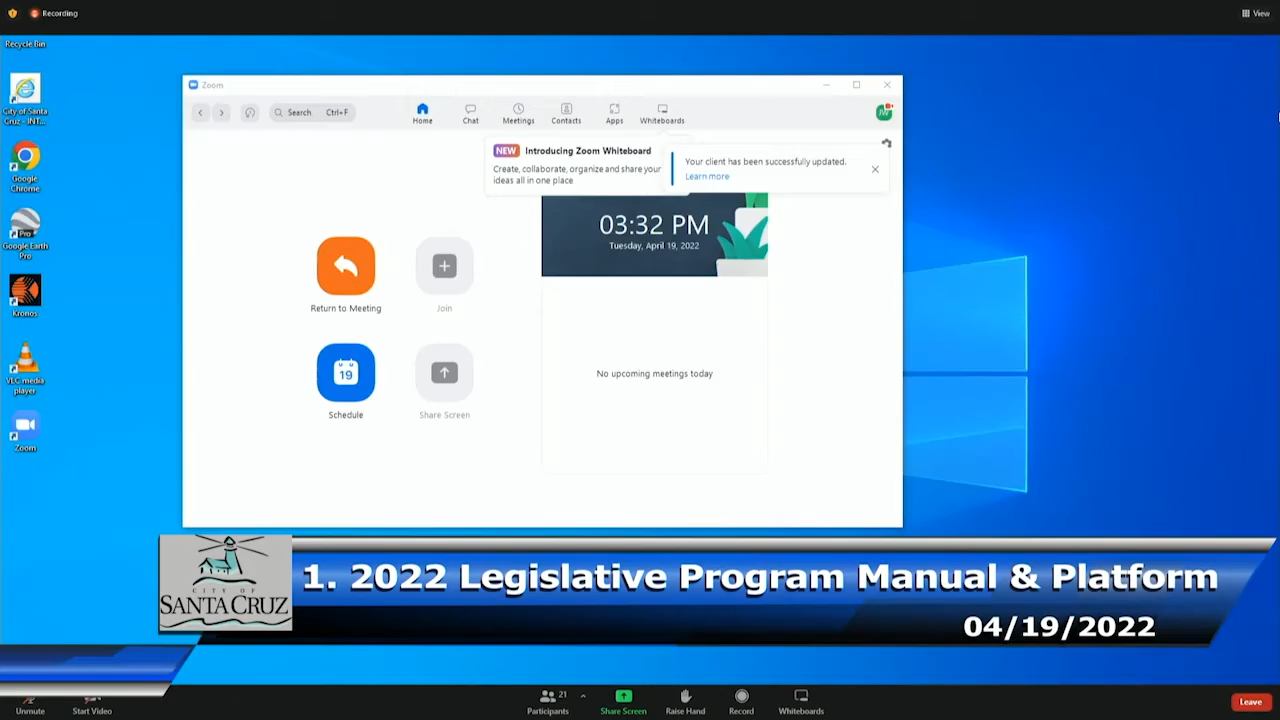 Recording
View
Recycle Bin
City of Santa
Cruz - INT...
Google
Chrome
Pro
Google Earth
Pro
Kronos
VLC media
player
Zoom
Zoom
Search Ctrl+F
Home
Chat
Meetings
Contacts
Apps
Whiteboards
JW
NEW Introducing Zoom Whiteboard
Create, collaborate, organize and share your
ideas all in one place
Your client has been successfully updated.
Learn more
03:32 PM
Tuesday, April 19, 2022
Return to Meeting
Join
19
Schedule
Share Screen
No upcoming meetings today
CITY OF
SANTA CRUZ
1. 2022 Legislative Program Manual & Platform
04/19/2022
Unmute
Start Video
21
Participants
Share Screen
Raise Hand
Record
Whiteboards
Leave